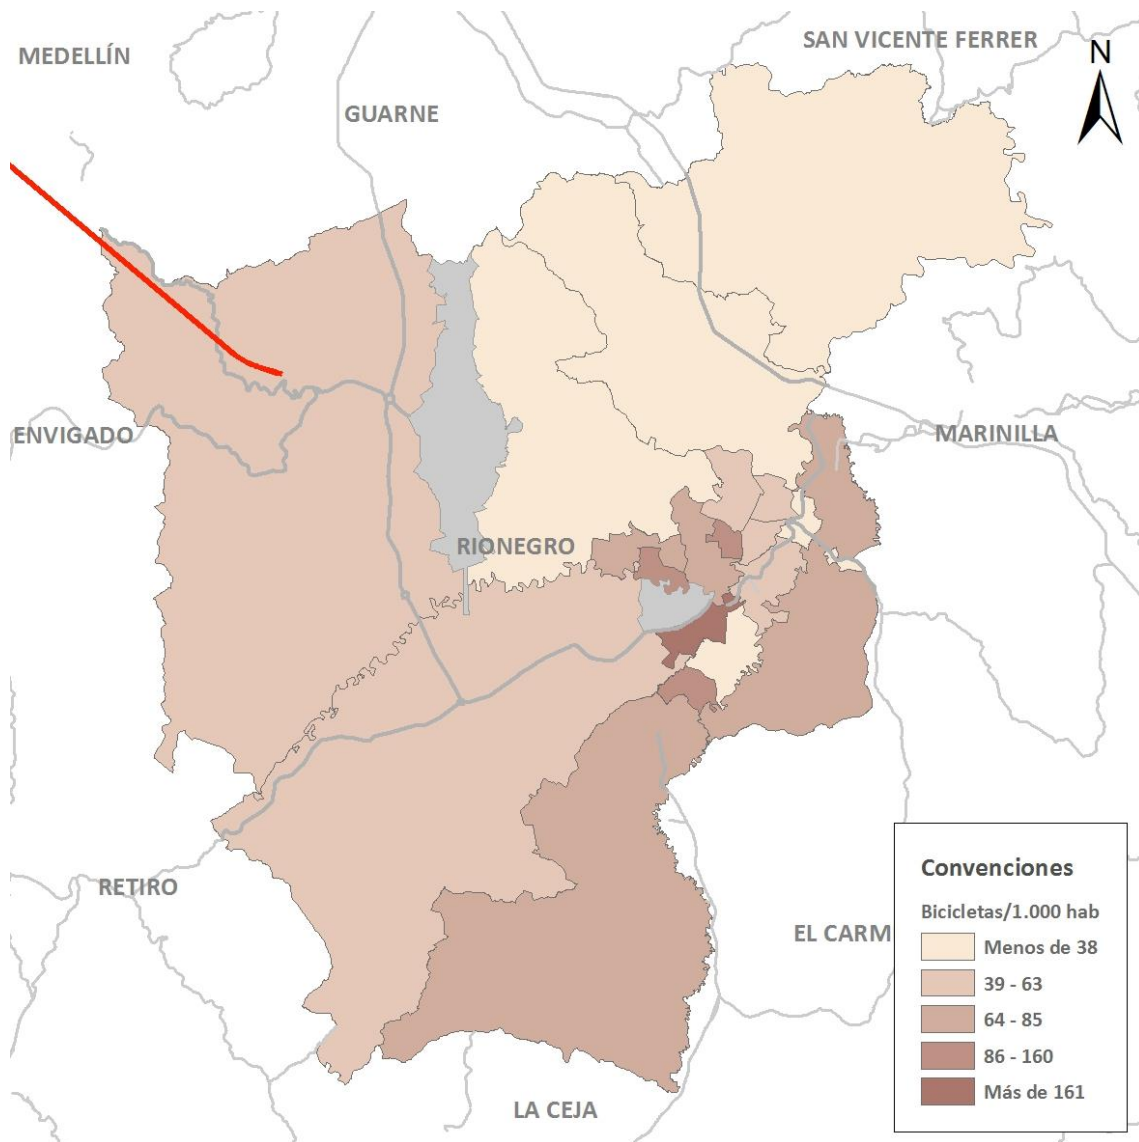 SAN VICENTE FERRER
MEDELLÍN
N
GUARNE
ENVIGADO
MARINILLA
RIONEGRO
RETIRO
EL CARM
LA CEJA
Convenciones
Bicicletas/1.000 hab
Menos de 38
39 - 63
64 - 85
86 - 160
Más de 161